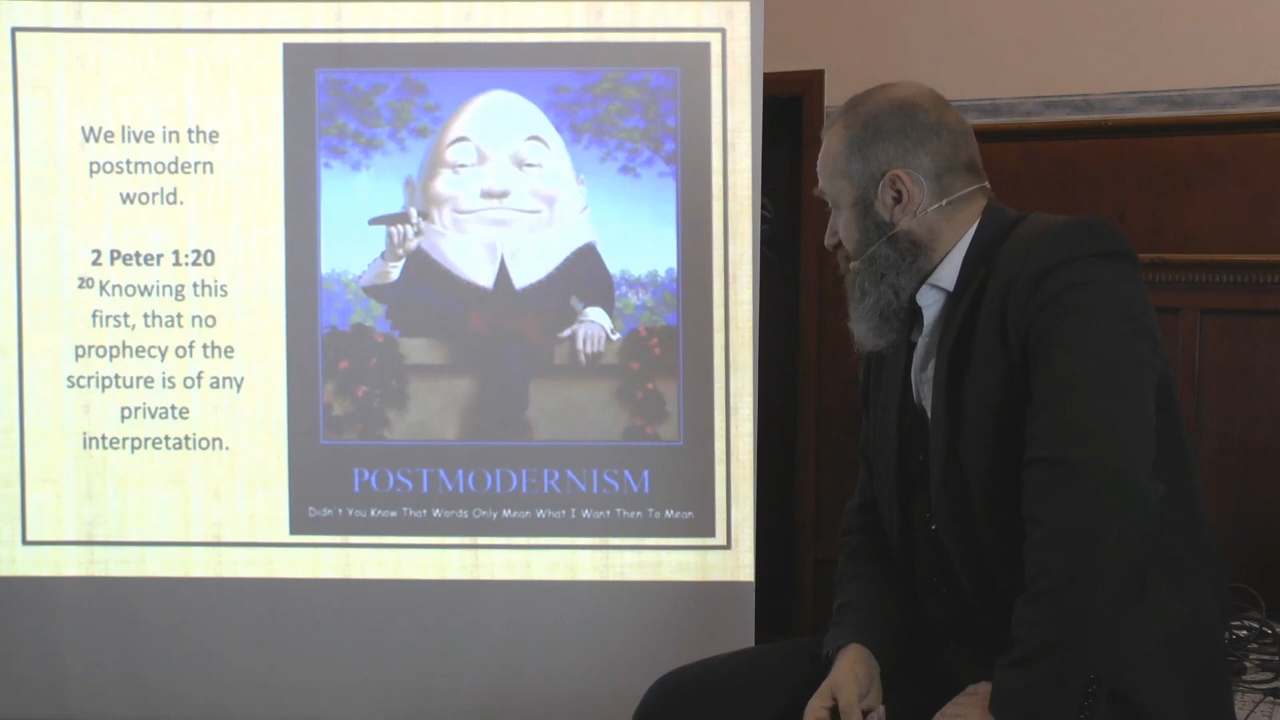 We live in the
postmodern
world.
2 Peter 1:20
20 Knowing this
first, that no
prophecy of the
scripture is of any
private
interpretation.
POSTMODERNISM
Didn't You Know That Words Only Mean What I Want Then To Mean